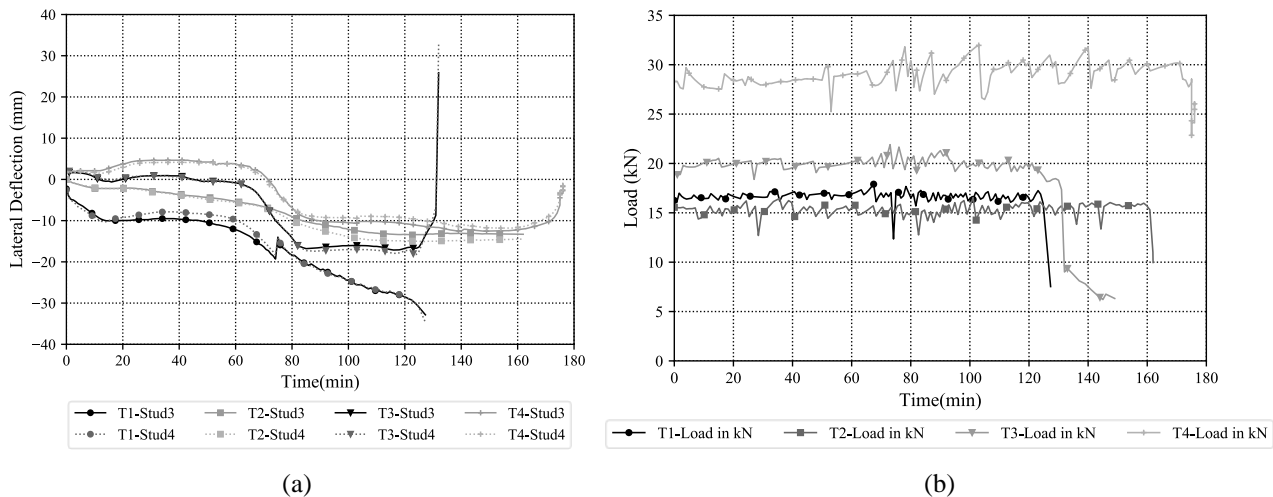 40
30
20
10
0
−10
−20
−30
−40
Lateral Deflection (mm)
0 20 40 60 80 100 120 140 160 180
Time(min)
T1-Stud3 T2-Stud3 T3-Stud3 T4-Stud3
T1-Stud4 T2-Stud4 T3-Stud4 T4-Stud4
(a)
35
30
25
20
15
10
5
0
Load (kN)
0 20 40 60 80 100 120 140 160 180
Time(min)
T1-Load in kN T2-Load in kN T3-Load in kN T4-Load in kN
(b)